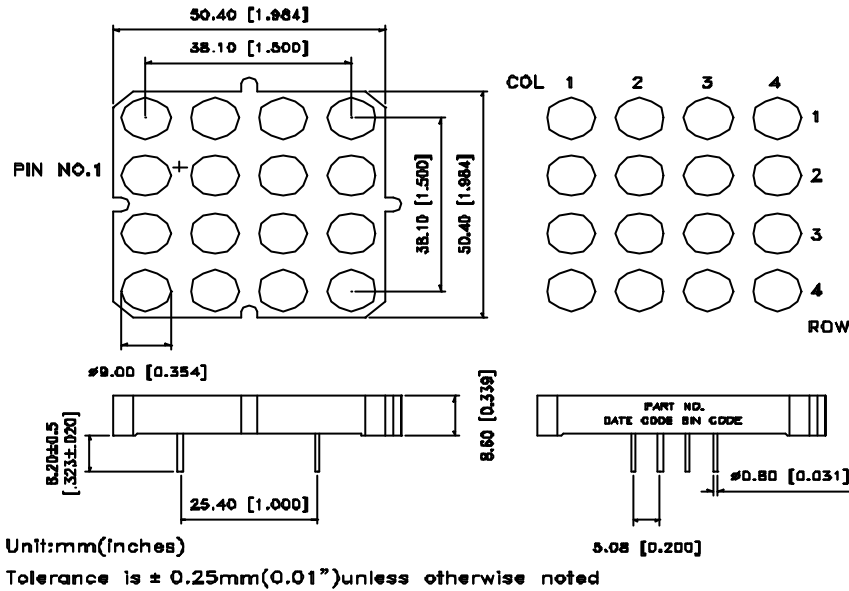 50.40 [1.984]
38.10 [1.500]
COL 1 2 3 4
1
PIN NO.1
2
38.10 [1.500]
50.40 [1.984]
3
4
ROW
ø9.00 [0.354]
8.20±0.5
[.323±.020]
8.60 [0.339]
PART NO.
DATE CODE BIN CODE
25.40 [1.000]
ø0.80 [0.031]
5.08 [0.200]
Unit:mm(inches)
Tolerance is ± 0.25mm(0.01")unless otherwise noted